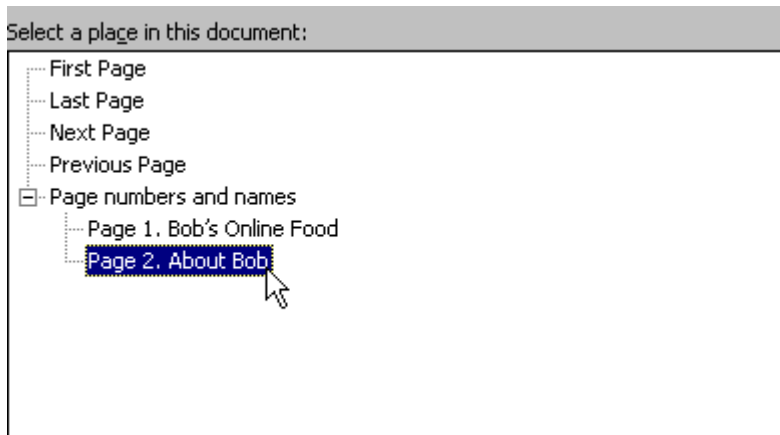 Select a place in this document:
First Page
Last Page
Next Page
Previous Page
Page numbers and names
Page 1. Bob's Online Food
Page 2. About Bob